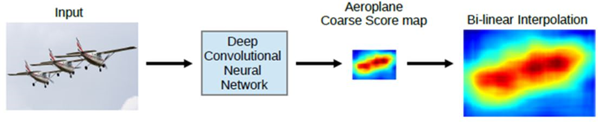 Input
Deep
Convolutional
Neural
Network
Aeroplane
Coarse Score map
Bi-linear Interpolation